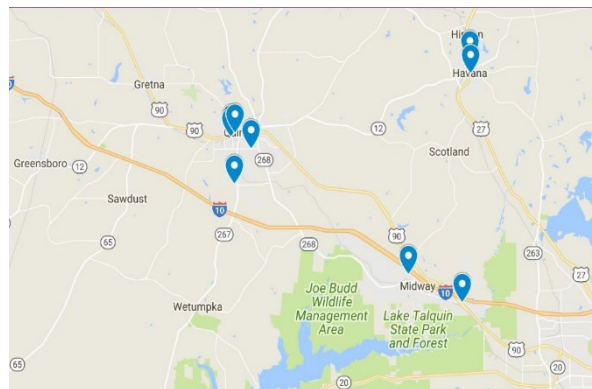 Havana
Gretna
90
12
27
90
Greensboro
12
268
Scotland
Sawdust
10
267
90
65
268
263
27
Midway
10
Joe Budd
Wildlife
Management
Area
Wetumpka
Lake Talquin
State Park
and Forest
90
65
20
20